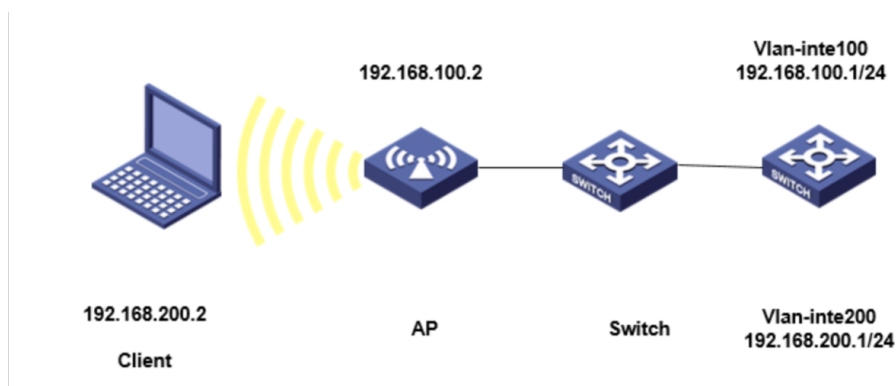 Vlan-inte100
192.168.100.2
192.168.100.1/24
SWITCH
SWITCH
192.168.200.2
AP
Switch
Vlan-inte200
192.168.200.1/24
Client